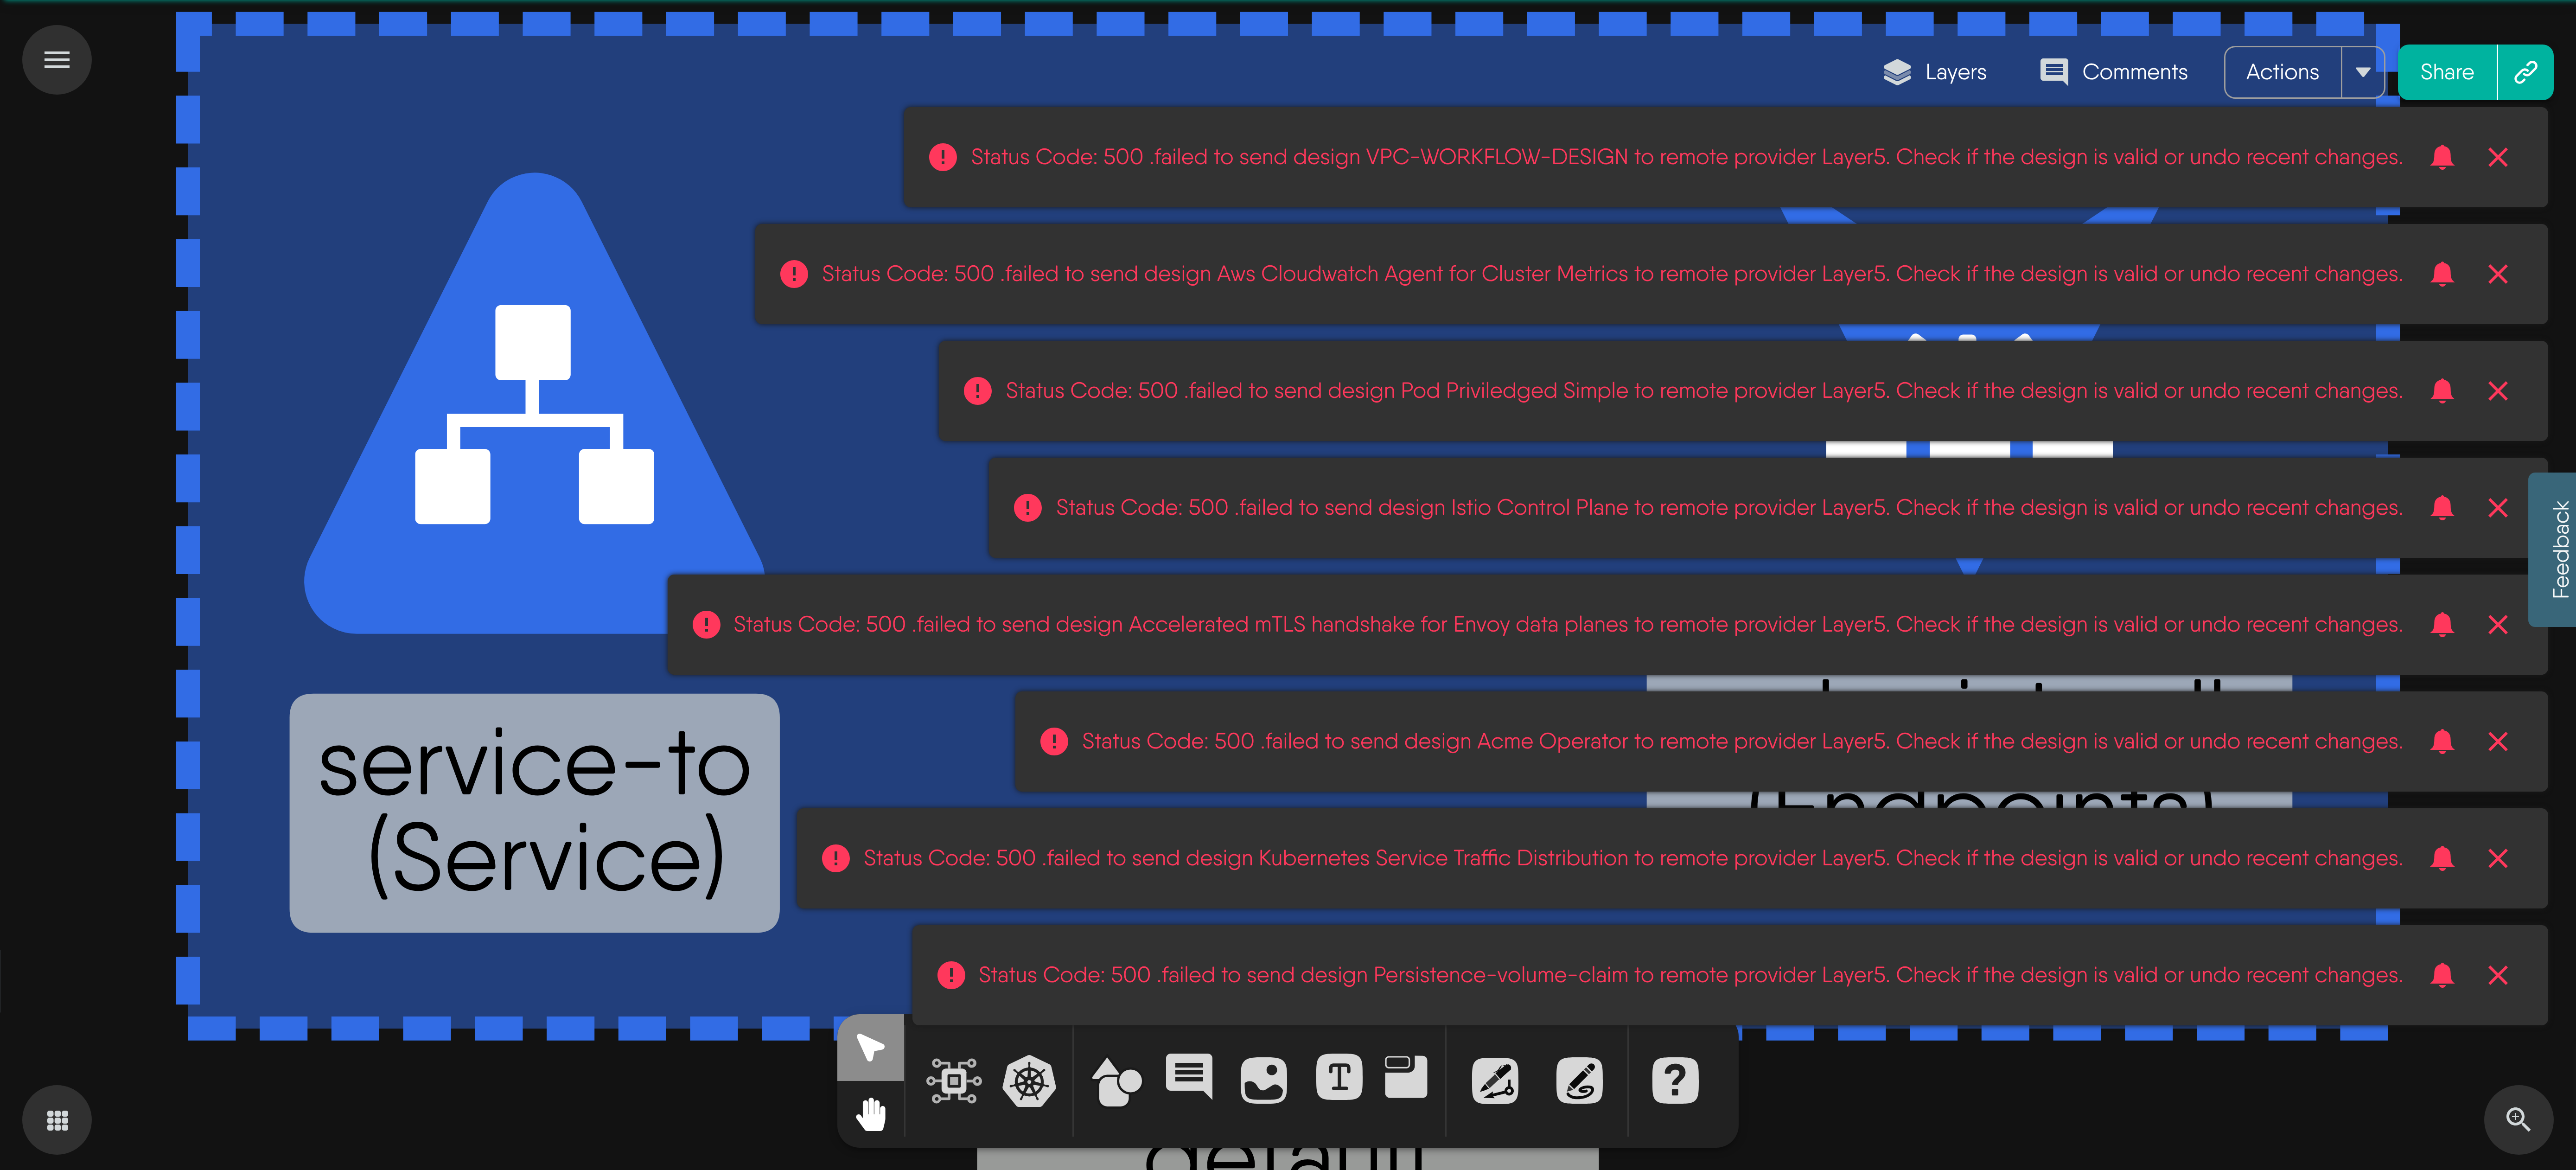 Layers
Comments
Actions
Share
Status Code: 500 .failed to send design VPC-WORKFLOW-DESIGN to remote provider Layer5. Check if the design is valid or undo recent changes.
Status Code: 500 .failed to send design Aws Cloudwatch Agent for Cluster Metrics to remote provider Layer5. Check if the design is valid or undo recent changes.
Status Code: 500 .failed to send design Pod Priviledged Simple to remote provider Layer5. Check if the design is valid or undo recent changes.
Status Code: 500 .failed to send design Istio Control Plane to remote provider Layer5. Check if the design is valid or undo recent changes.
Feedback
Status Code: 500 .failed to send design Accelerated mTLS handshake for Envoy data planes to remote provider Layer5. Check if the design is valid or undo recent changes.
Status Code: 500 .failed to send design Acme Operator to remote provider Layer5. Check if the design is valid or undo recent changes.
service-to
(Service)
(Endpoints)
Status Code: 500 .failed to send design Kubernetes Service Traffic Distribution to remote provider Layer5. Check if the design is valid or undo recent changes.
Status Code: 500 .failed to send design Persistence-volume-claim to remote provider Layer5. Check if the design is valid or undo recent changes.
default